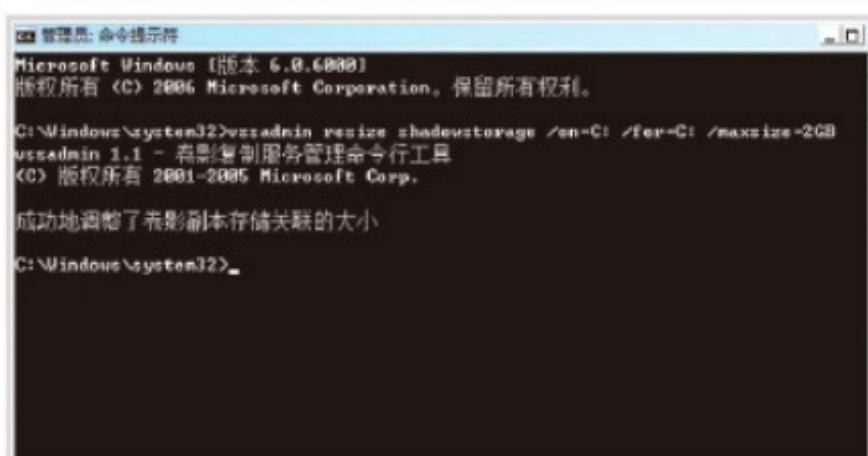 管理员: 命令提示符
Microsoft Windows [版本 6.0.6000]
版权所有 (C) 2006 Microsoft Corporation。保留所有权利。
C:\Windows\system32>vssadmin resize shadowstorage /on=C: /for=C: /maxsize=2GB
vssadmin 1.1 - 卷影复制服务管理命令行工具
(C) 版权所有 2001-2005 Microsoft Corp.
成功地调整了卷影副本存储关联的大小
C:\Windows\system32>_